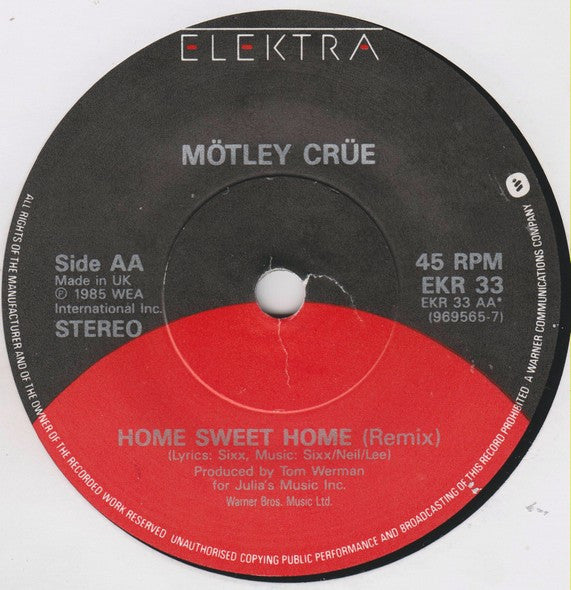 ELEKTRA
MÖTLEY CRÜE
Side AA
Made in UK
℗ 1985 WEA
International Inc.
STEREO
45 RPM
EKR 33
EKR 33 AA*
(969565-7)
HOME SWEET HOME (Remix)
(Lyrics: Sixx, Music: Sixx/Neil/Lee)
Produced by Tom Werman
for Julia's Music Inc.
Warner Bros. Music Ltd.
ALL RIGHTS OF THE MANUFACTURER AND OF THE OWNER OF THE RECORDED WORK RESERVED UNAUTHORISED COPYING PUBLIC PERFORMANCE AND BROADCASTING OF THIS RECORD PROHIBITED A WARNER COMMUNICATIONS COMPANY